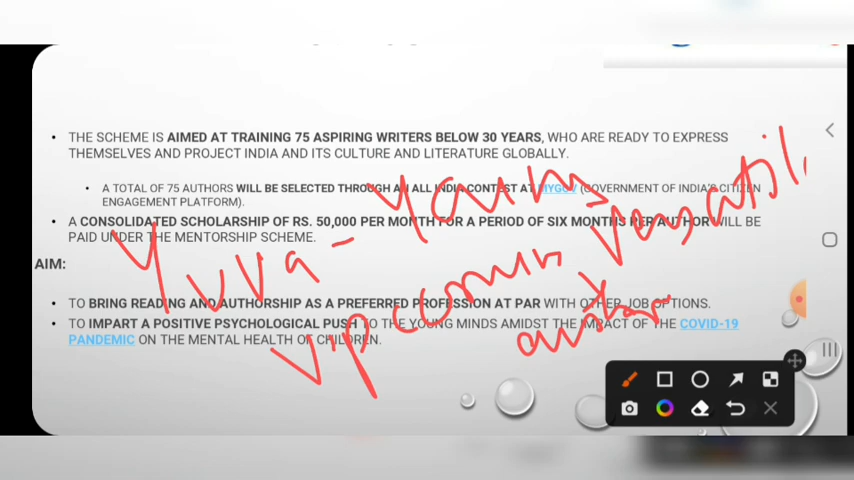 • THE SCHEME IS AIMED AT TRAINING 75 ASPIRING WRITERS BELOW 30 YEARS, WHO ARE READY TO EXPRESS
THEMSELVES AND PROJECT INDIA AND ITS CULTURE AND LITERATURE GLOBALLY.
• A TOTAL OF 75 AUTHORS WILL BE SELECTED THROUGH AN ALL INDIA CONTEST AT MYGOV (GOVERNMENT OF INDIA'S CITIZEN
ENGAGEMENT PLATFORM).
• A CONSOLIDATED SCHOLARSHIP OF RS. 50,000 PER MONTH FOR A PERIOD OF SIX MONTHS PER AUTHOR WILL BE
PAID UNDER THE MENTORSHIP SCHEME.
AIM:
• TO BRING READING AND AUTHORSHIP AS A PREFERRED PROFESSION AT PAR WITH OTHER JOB OPTIONS.
• TO IMPART A POSITIVE PSYCHOLOGICAL PUSH TO THE YOUNG MINDS AMIDST THE IMPACT OF THE COVID-19
PANDEMIC ON THE MENTAL HEALTH OF CHILDREN.
Yuva -